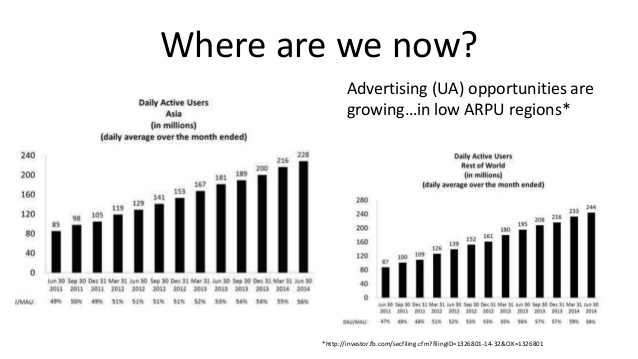 Where are we now?
Advertising (UA) opportunities are
growing…in low ARPU regions*
Daily Active Users
Asia
(in millions)
(daily average over the month ended)
240
200
160
120
80
40
0
85 98 105 119 129 141 153 167 181 189 200 216 228
Jun 30 Sep 30 Dec 31 Mar 31 Jun 30 Sep 30 Dec 31 Mar 31 Jun 30 Sep 30 Dec 31 Mar 31 Jun 30
2011 2011 2011 2012 2012 2012 2012 2013 2013 2013 2013 2014 2014
/MAU: 49% 50% 49% 51% 51% 51% 51% 52% 53% 54% 54% 55% 56%
Daily Active Users
Rest of World
(in millions)
(daily average over the month ended)
280
240
200
160
120
80
40
0
87 100 109 126 139 152 161 180 195 208 216 233 244
Jun 30 Sep 30 Dec 31 Mar 31 Jun 30 Sep 30 Dec 31 Mar 31 Jun 30 Sep 30 Dec 31 Mar 31 Jun 30
2011 2011 2011 2012 2012 2012 2012 2013 2013 2013 2013 2014 2014
DAU/MAU: 47% 48% 48% 51% 52% 53% 53% 55% 56% 57% 57% 59% 59%
*http://investor.fb.com/secfiling.cfm?filingID=1326801-14-32&CIK=1326801